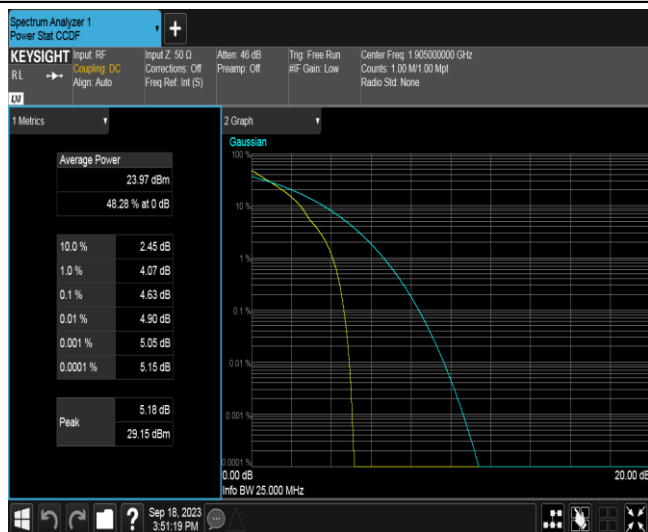 Spectrum Analyzer 1
Power Stat CCDF
+
KEYSIGHT
RL
LXI
Input: RF
Coupling: DC
Align: Auto
Input Z: 50 Ω
Corrections: Off
Freq Ref: Int (S)
Atten: 46 dB
Preamp: Off
Trig: Free Run
#IF Gain: Low
Center Freq: 1.905000000 GHz
Counts: 1.00 M/1.00 Mpt
Radio Std: None
1 Metrics
Average Power
23.97 dBm
48.28 % at 0 dB
10.0 % 2.45 dB
1.0 % 4.07 dB
0.1 % 4.63 dB
0.01 % 4.90 dB
0.001 % 5.05 dB
0.0001 % 5.15 dB
Peak
5.18 dB
29.15 dBm
2 Graph
Gaussian
100 %
10 %
1 %
0.1 %
0.01 %
0.001 %
0.0001 %
0.00 dB 20.00 dB
Info BW 25.000 MHz
?
Sep 18, 2023
3:51:19 PM